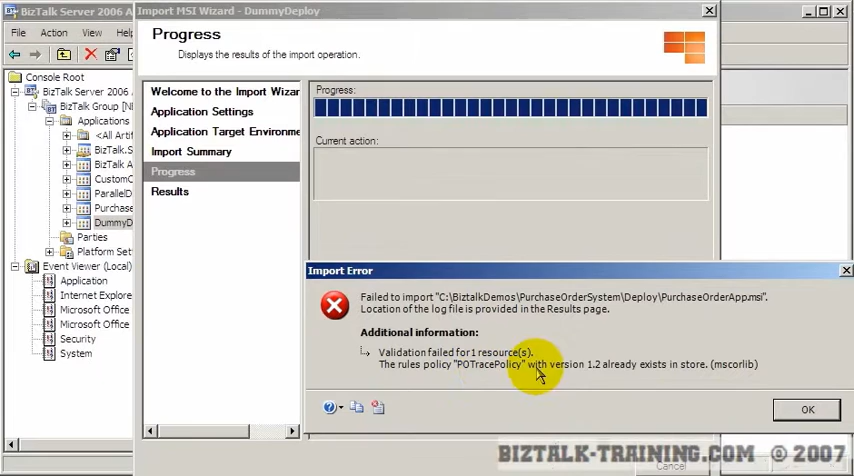 BizTalk Server 2006 A
Import MSI Wizard - DummyDeploy
File Action View He
Progress
Displays the results of the import operation.
Console Root
BizTalk Server 2006 A
BizTalk Group [NE
Applications
<All Artif
BizTalk.S
BizTalk A
CustomC
ParallelD
Purchase
DummyD
Parties
Platform Set
Event Viewer (Local)
Application
Internet Explore
Microsoft Office
Microsoft Office
Security
System
Welcome to the Import Wizar
Application Settings
Application Target Environme
Import Summary
Progress
Results
Progress:
Current action:
Import Error
Failed to import "C:\BiztalkDemos\PurchaseOrderSystem\Deploy\PurchaseOrderApp.msi".
Location of the log file is provided in the Results page.
Additional information:
Validation failed for1 resource(s).
The rules policy "POTracePolicy" with version 1.2 already exists in store. (mscorlib)
OK
Cancel
BIZTALK-TRAINING.COM © 2007